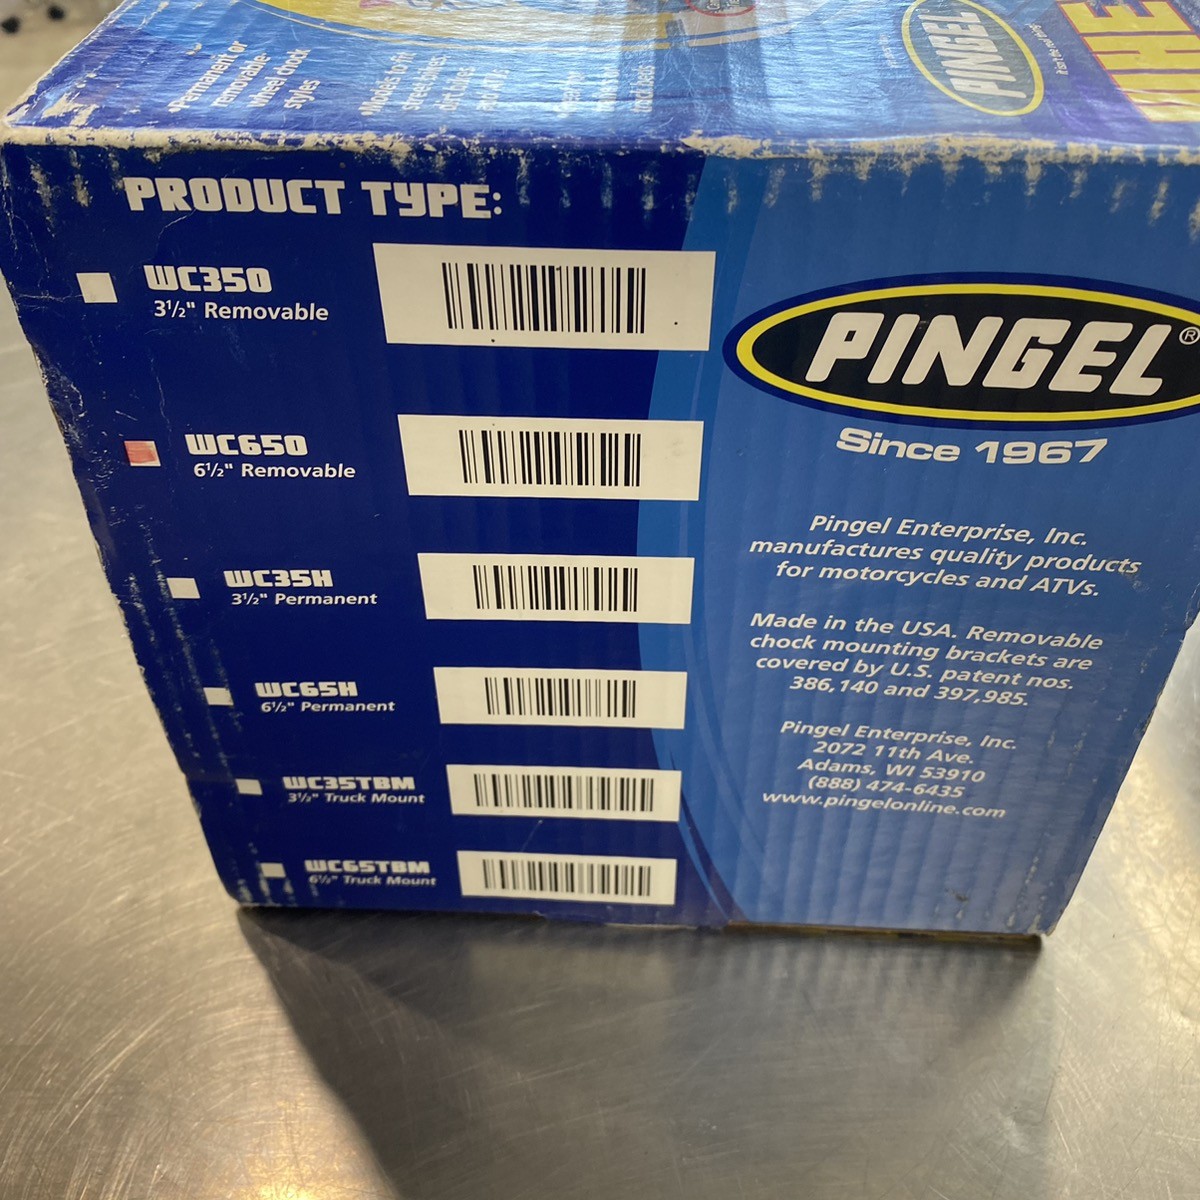 •Permanent or
removable
wheel chock
styles
•Models to fit
street bikes
dirt bikes
PINGEL
PRODUCT TYPE:
WC350
3½" Removable
WC650
6½" Removable
WC35H
3½" Permanent
WC65H
6½" Permanent
WC35TBM
3½" Truck Mount
WC65TBM
6½" Truck Mount
PINGEL®
Since 1967
Pingel Enterprise, Inc.
manufactures quality products
for motorcycles and ATVs.
Made in the USA. Removable
chock mounting brackets are
covered by U.S. patent nos.
386,140 and 397,985.
Pingel Enterprise, Inc.
2072 11th Ave.
Adams, WI 53910
(888) 474-6435
www.pingelonline.com